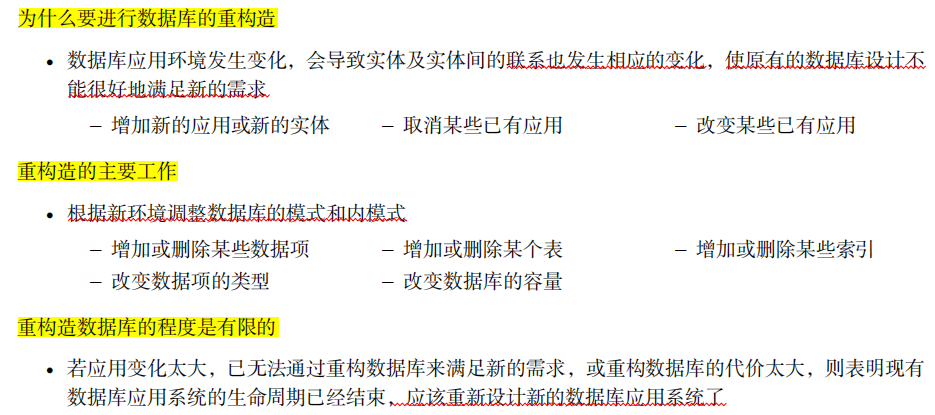 为什么要进行数据库的重构造
• 数据库应用环境发生变化，会导致实体及实体间的联系也发生相应的变化，使原有的数据库设计不
能很好地满足新的需求
– 增加新的应用或新的实体 – 取消某些已有应用 – 改变某些已有应用
重构造的主要工作
• 根据新环境调整数据库的模式和内模式
– 增加或删除某些数据项 – 增加或删除某个表 – 增加或删除某些索引
– 改变数据项的类型 – 改变数据库的容量
重构造数据库的程度是有限的
• 若应用变化太大，已无法通过重构数据库来满足新的需求，或重构数据库的代价太大，则表明现有
数据库应用系统的生命周期已经结束，应该重新设计新的数据库应用系统了